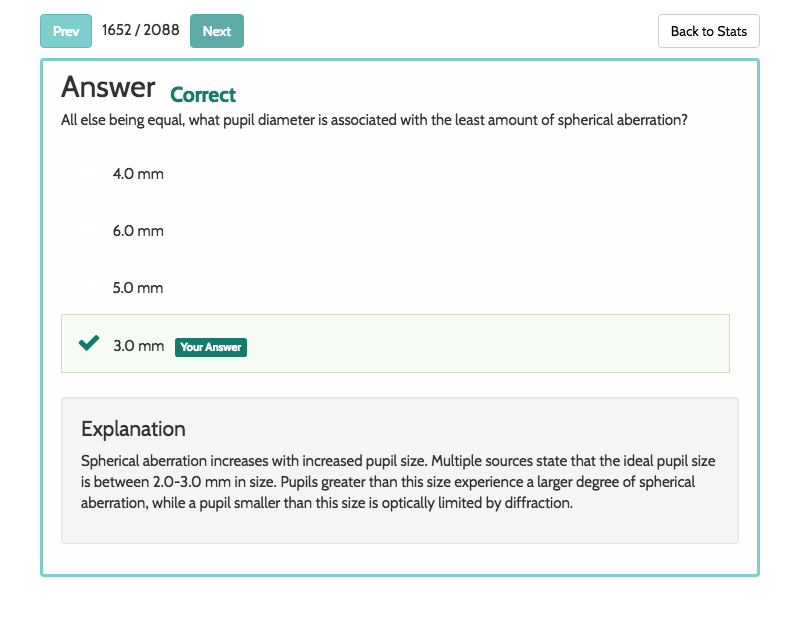 Prev 1652 / 2088 Next Back to Stats
Answer Correct
All else being equal, what pupil diameter is associated with the least amount of spherical aberration?
4.0 mm
6.0 mm
5.0 mm
3.0 mm Your Answer
Explanation
Spherical aberration increases with increased pupil size. Multiple sources state that the ideal pupil size
is between 2.0-3.0 mm in size. Pupils greater than this size experience a larger degree of spherical
aberration, while a pupil smaller than this size is optically limited by diffraction.